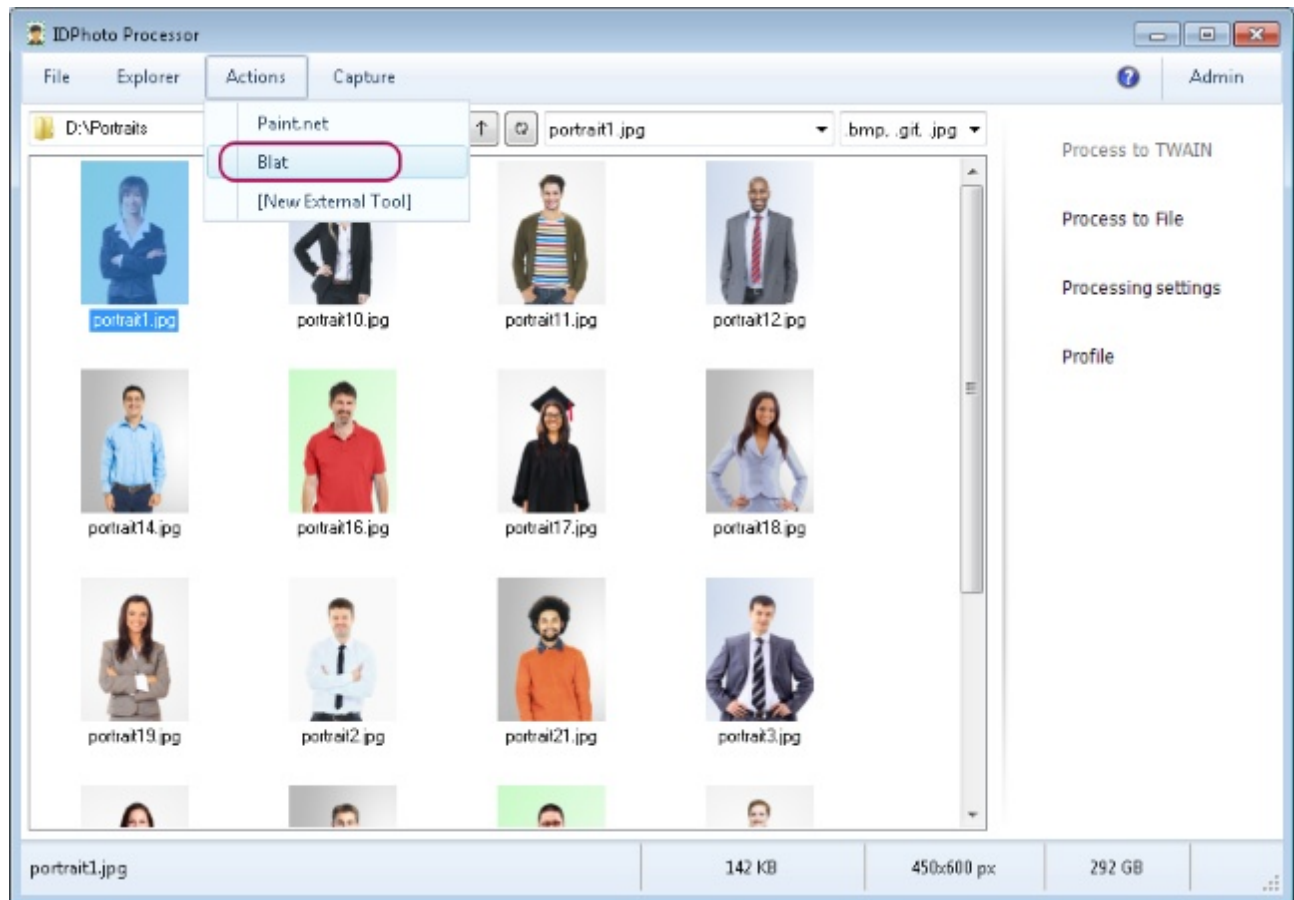 IDPhoto Processor
File Explorer Actions Capture Admin
D:\Portraits portrait1.jpg .bmp, .gif, .jpg
Paint.net
Blat
[New External Tool]
Process to TWAIN
Process to File
Processing settings
Profile
portrait1.jpg portrait10.jpg portrait11.jpg portrait12.jpg
portrait14.jpg portrait16.jpg portrait17.jpg portrait18.jpg
portrait19.jpg portrait2.jpg portrait21.jpg portrait3.jpg
portrait1.jpg 142 KB 450x600 px 292 GB